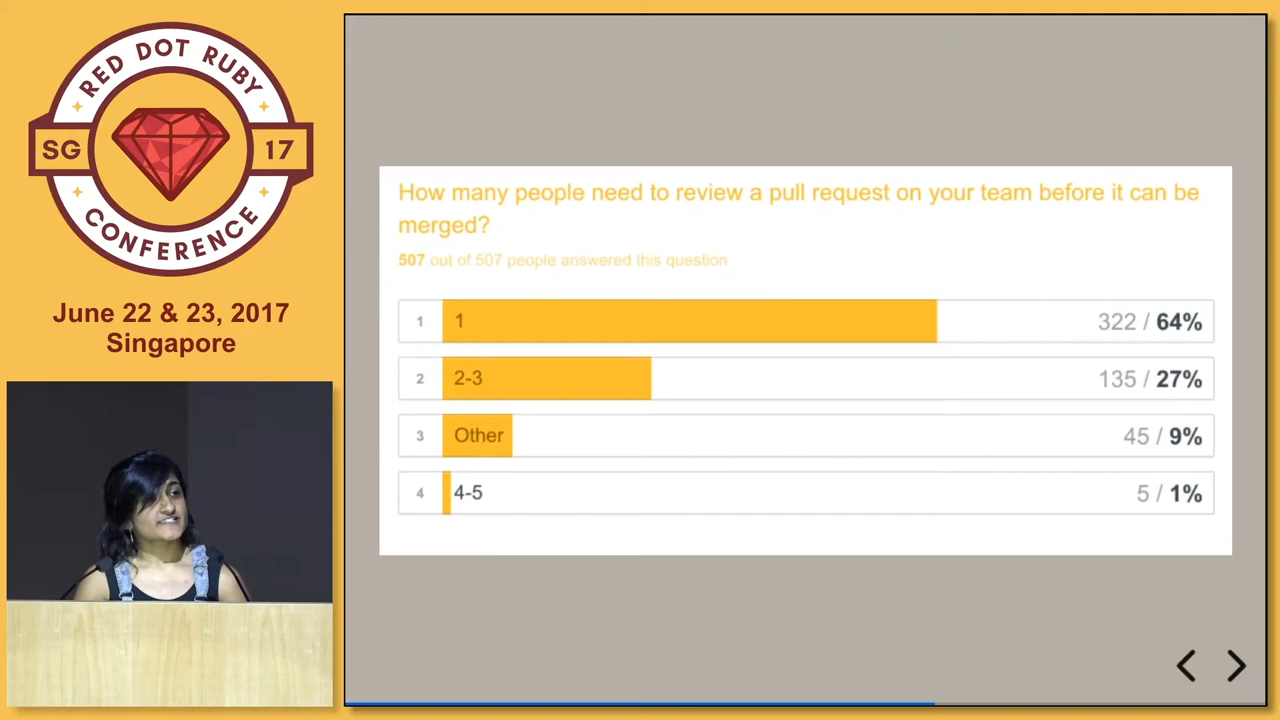 RED DOT RUBY
SG 17
CONFERENCE
June 22 & 23, 2017
Singapore
How many people need to review a pull request on your team before it can be
merged?
507 out of 507 people answered this question
1 1 322 / 64%
2 2-3 135 / 27%
3 Other 45 / 9%
4 4-5 5 / 1%